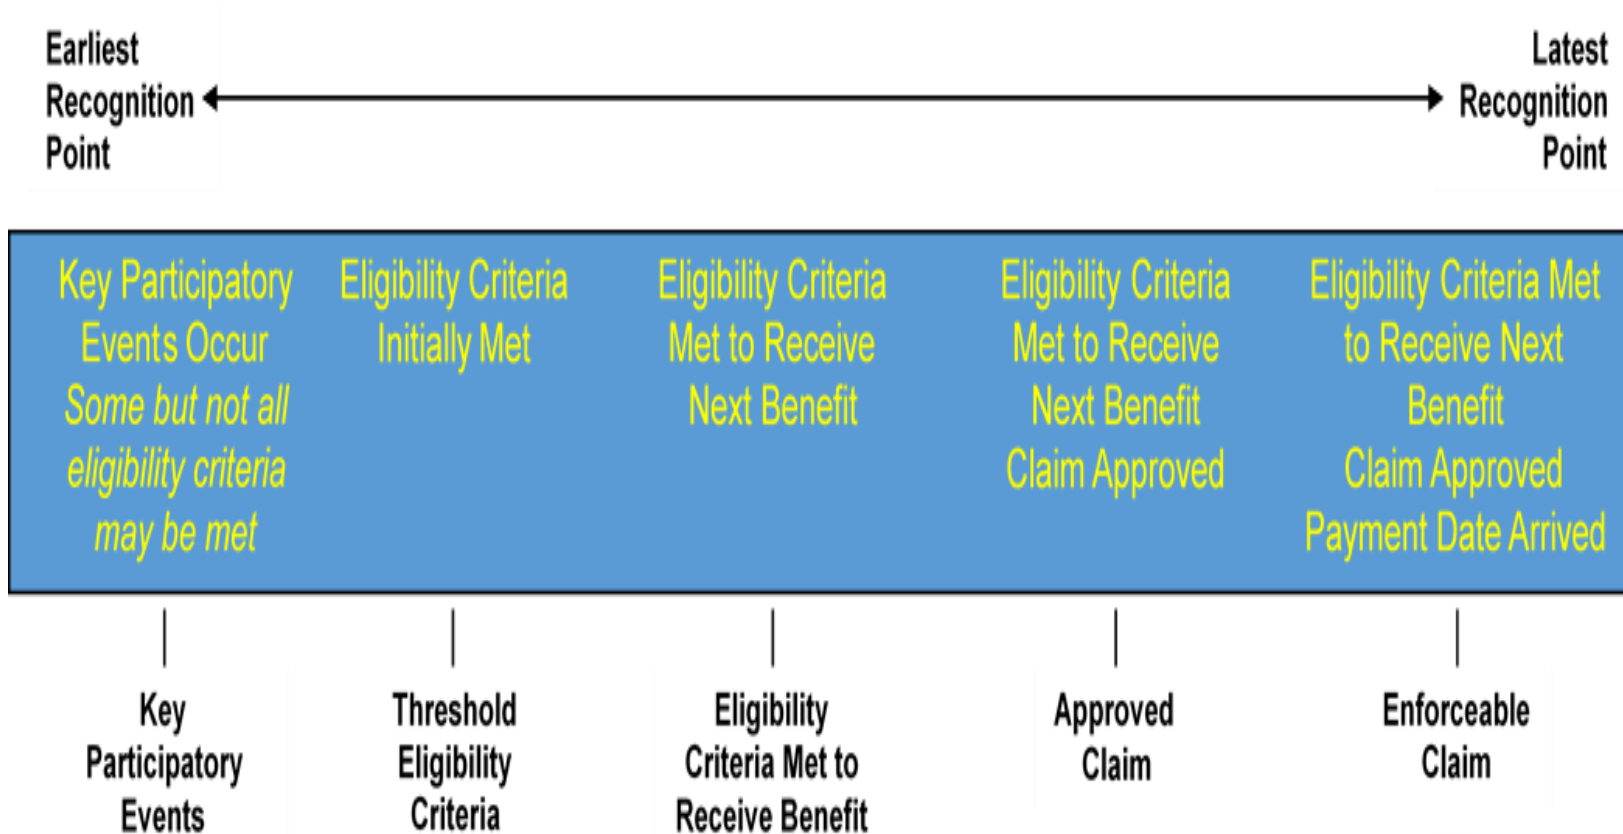 Earliest
Recognition
Point
Latest
Recognition
Point
Key Participatory
Events Occur
Some but not all
eligibility criteria
may be met
Eligibility Criteria
Initially Met
Eligibility Criteria
Met to Receive
Next Benefit
Eligibility Criteria
Met to Receive
Next Benefit
Claim Approved
Eligibility Criteria Met
to Receive Next
Benefit
Claim Approved
Payment Date Arrived
Key
Participatory
Events
Threshold
Eligibility
Criteria
Eligibility
Criteria Met to
Receive Benefit
Approved
Claim
Enforceable
Claim